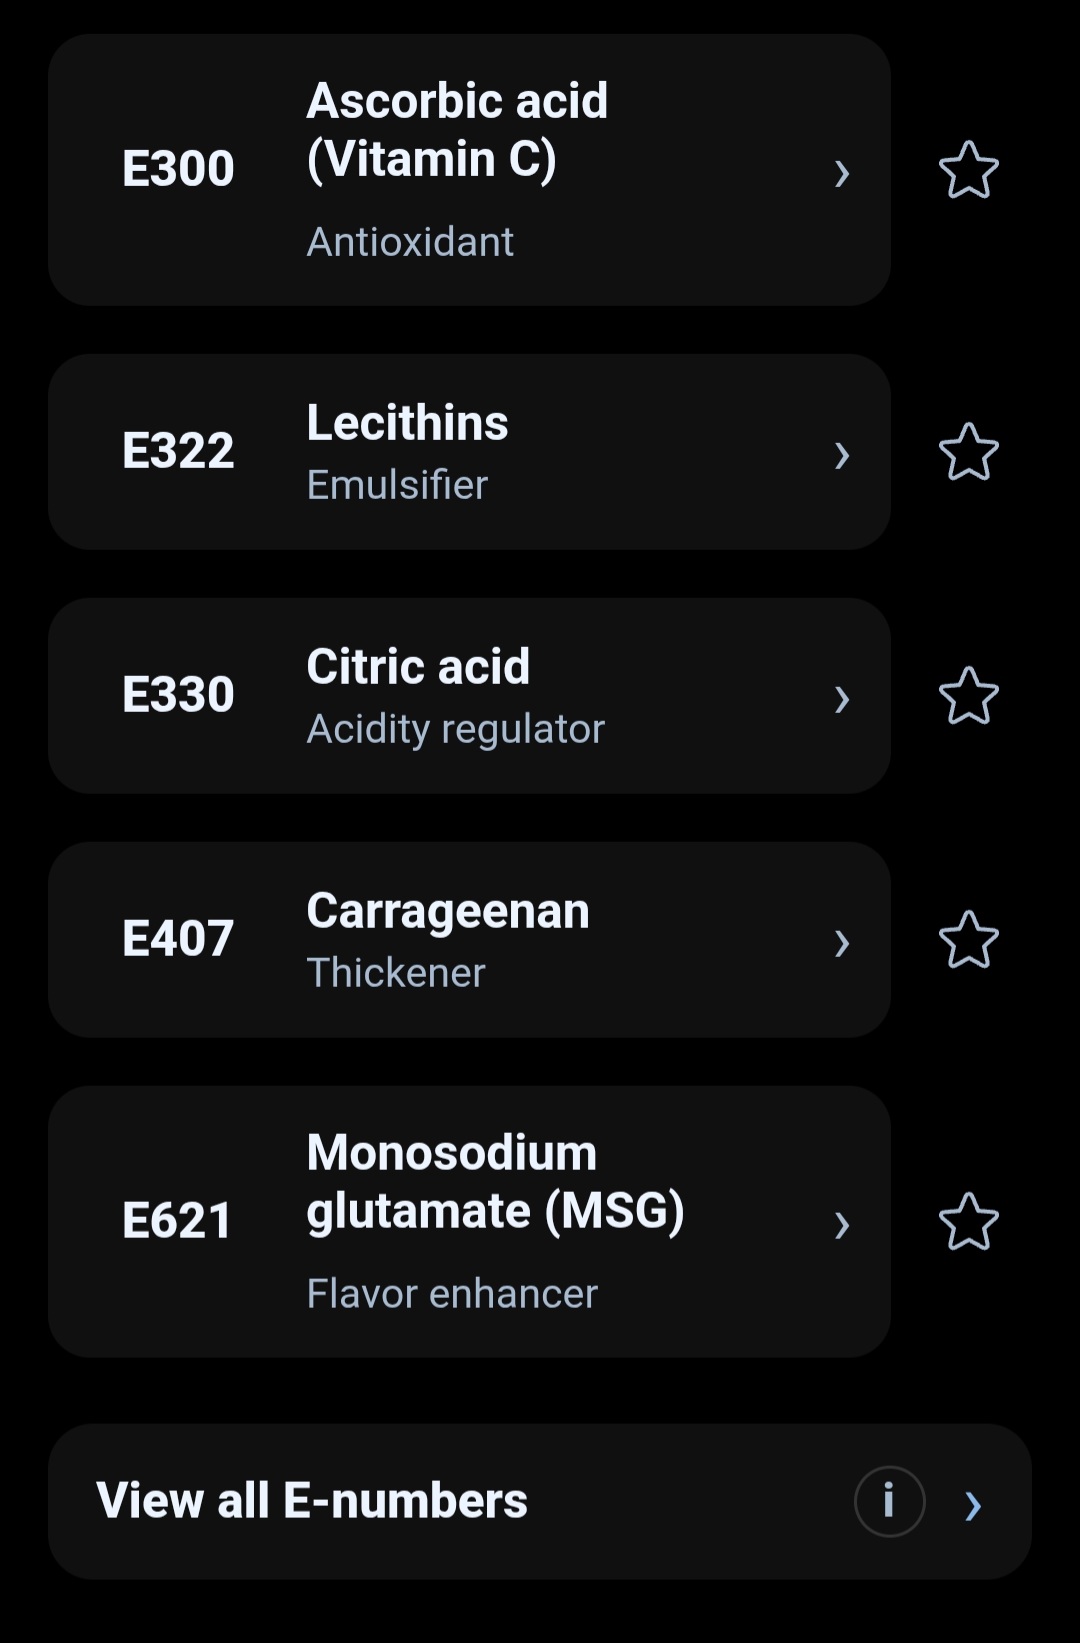 E300
Ascorbic acid
(Vitamin C)
Antioxidant
›
E322
Lecithins
Emulsifier
›
E330
Citric acid
Acidity regulator
›
E407
Carrageenan
Thickener
›
E621
Monosodium
glutamate (MSG)
Flavor enhancer
›
View all E-numbers
i ›